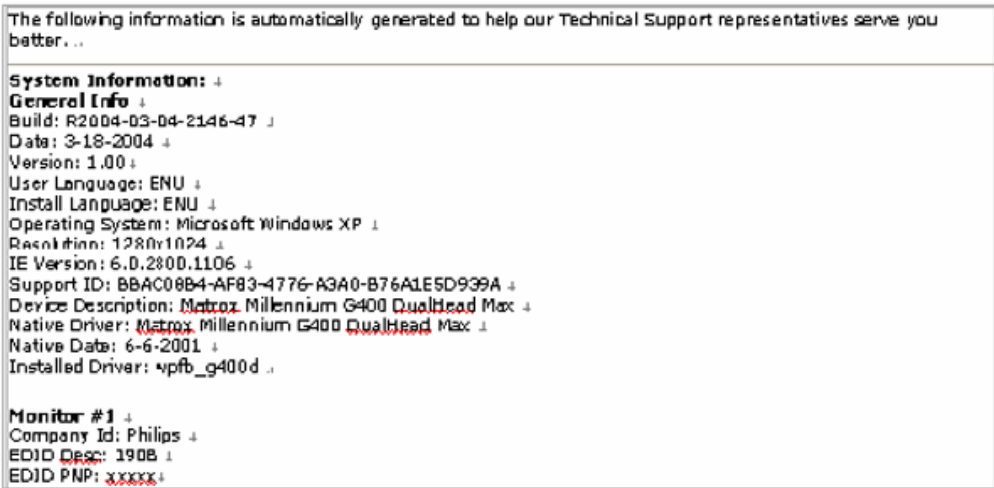 The following information is automatically generated to help our Technical Support representatives serve you
better...
System Information:
General Info
Build: R2004-03-04-2146-47
Date: 3-18-2004
Version: 1.00
User Language: ENU
Install Language: ENU
Operating System: Microsoft Windows XP
Resolution: 1280x1024
IE Version: 6.0.2800.1106
Support ID: BBAC08B4-AF83-4776-A3A0-B76A1E5D939A
Device Description: Matrox Millennium G400 DualHead Max
Native Driver: Matrox Millennium G400 DualHead Max
Native Date: 6-6-2001
Installed Driver: vpfb_g400d
Monitor #1
Company Id: Philips
EDID Desc: 190B
EDID PNP: xxxxx